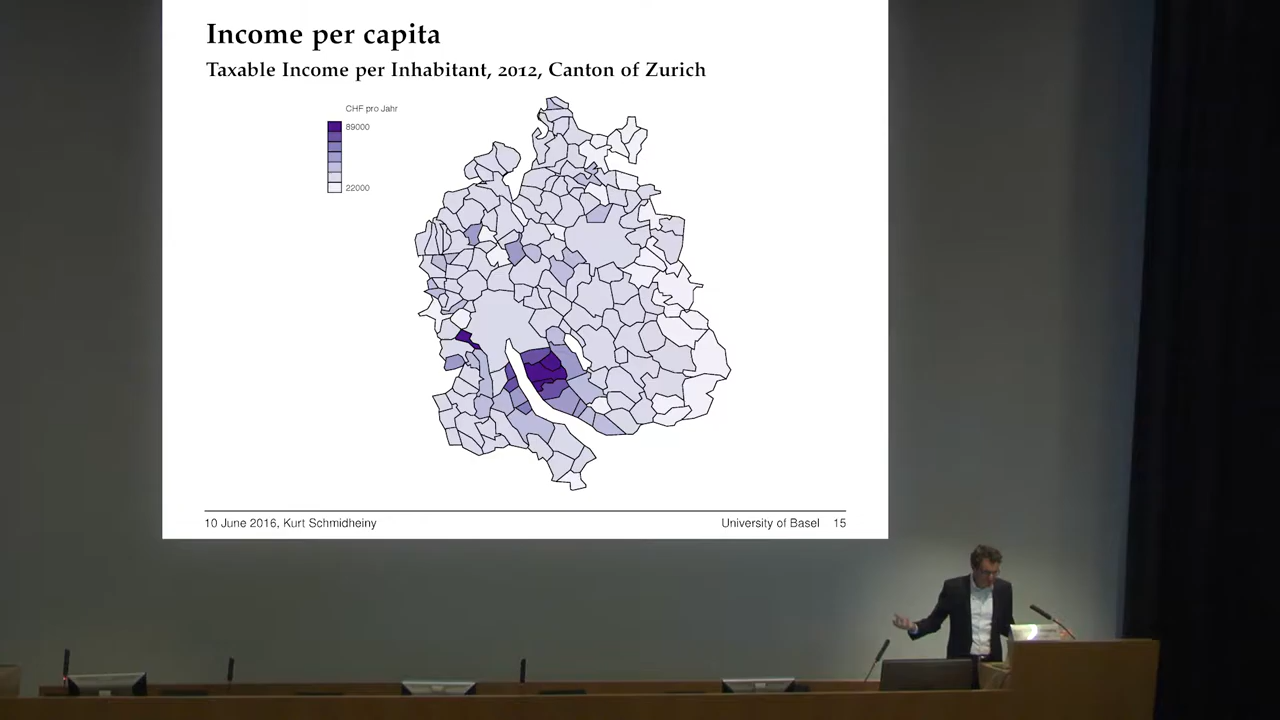 Income per capita
Taxable Income per Inhabitant, 2012, Canton of Zurich
CHF pro Jahr
89000
22000
10 June 2016, Kurt Schmidheiny
University of Basel 15